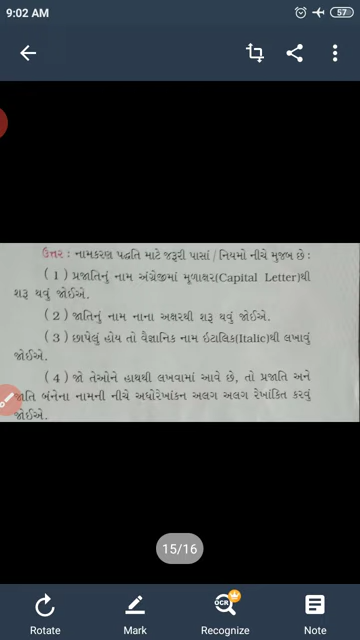 9:02 AM
57
ઉત્તર : નામકરણ પદ્ધતિ માટે જરૂરી પાસાં / નિયમો નીચે મુજબ છે :
( 1 ) પ્રજાતિનું નામ અંગ્રેજીમાં મૂળાક્ષર(Capital Letter)થી
શરૂ થવું જોઈએ.
( 2 ) જાતિનું નામ નાના અક્ષરથી શરૂ થવું જોઈએ.
( 3 ) છાપેલું હોય તો વૈજ્ઞાનિક નામ ઇટાલિક(Italic)થી લખાવું
જોઈએ.
( 4 ) જો તેઓને હાથથી લખવામાં આવે છે, તો પ્રજાતિ અને
જાતિ બંનેના નામની નીચે અધોરેખાંકન અલગ અલગ રેખાંકિત કરવું
જોઈએ.
15/16
OCR
Rotate Mark Recognize Note